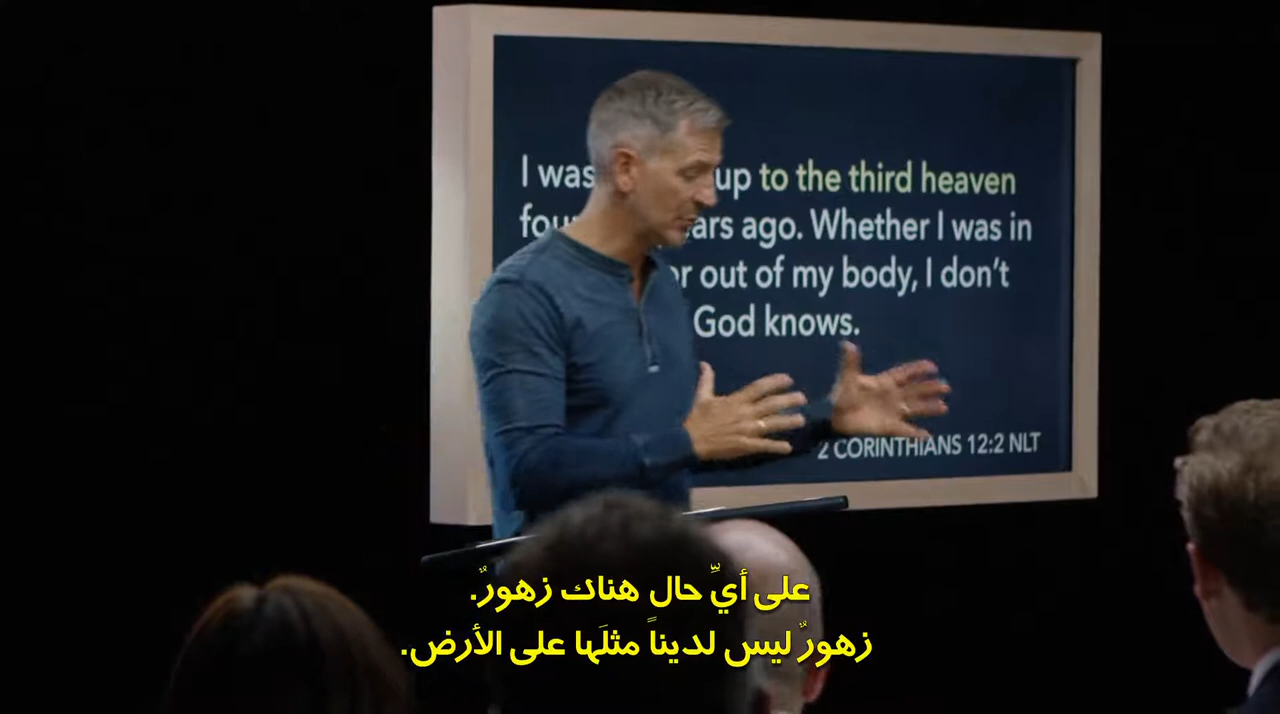 I was up to the third heaven
ars ago. Whether I was in
or out of my body, I don't
God knows.
2 CORINTHIANS 12:2 NLT
على أيِّ حال هناك زهورٌ.
زهورٌ ليس لديناً مثلَها على الأرض.